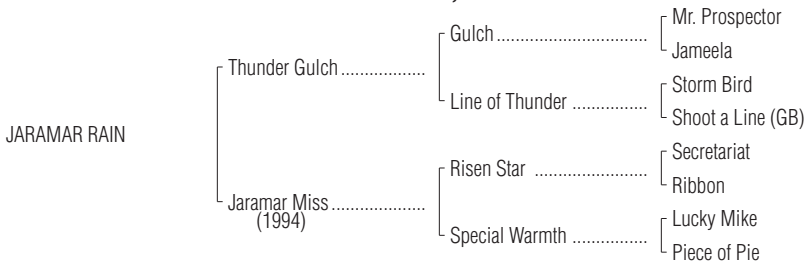 Mr. Prospector
Gulch
Jameela
Thunder Gulch
Storm Bird
Line of Thunder
Shoot a Line (GB)
JARAMAR RAIN
Secretariat
Risen Star
Ribbon
Jaramar Miss
(1994)
Lucky Mike
Special Warmth
Piece of Pie